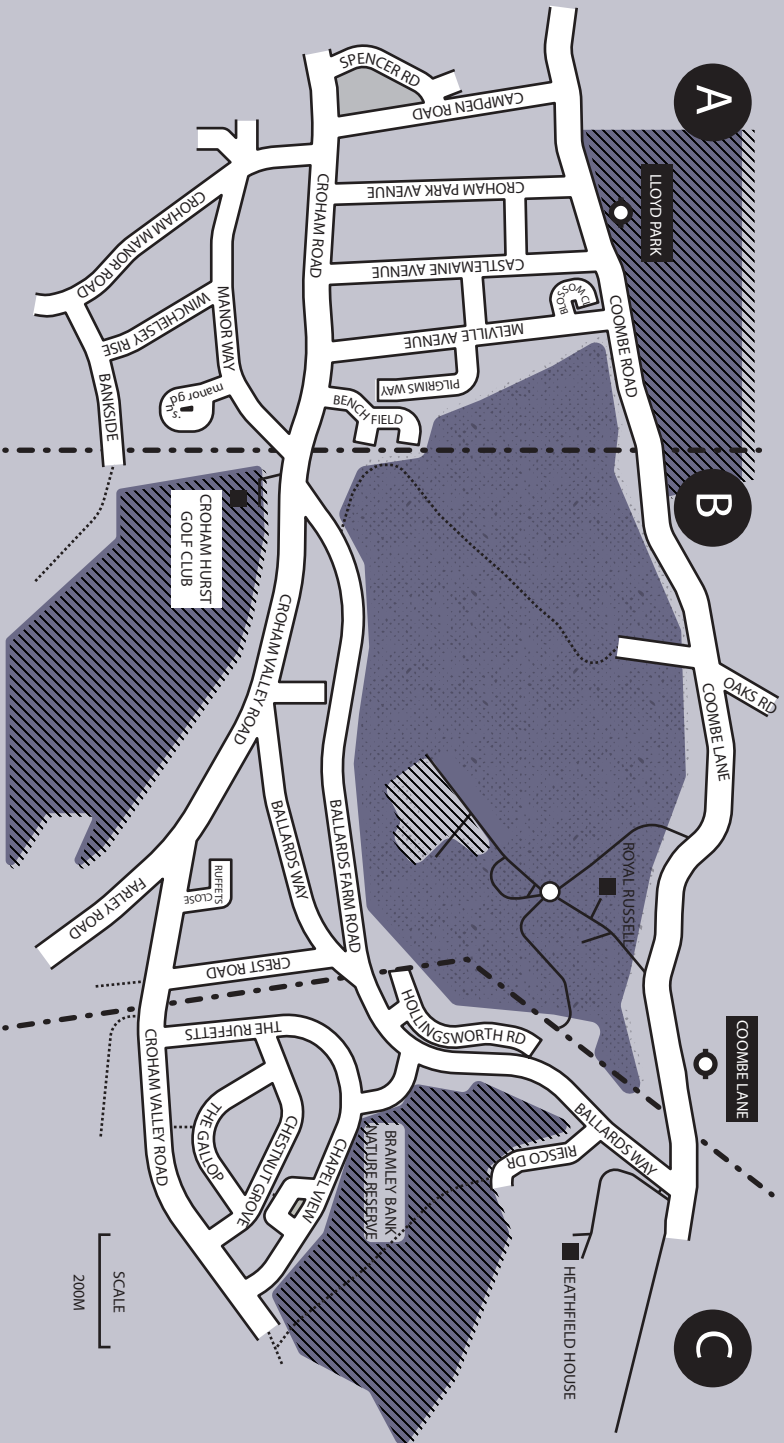 A
LLOYD PARK
SPENCER RD
CAMPDEN ROAD
CROHAM PARK AVENUE
CROHAM ROAD
CASTLEMAINE AVENUE
COOMBE ROAD
MELVILLE AVENUE
PILGRIMS WAY
BENCH FIELD
CROHAM MANOR ROAD
MANOR WAY
WINCHELSEY RISE
BANKSIDE
manor gd
B
CROHAM HURST
GOLF CLUB
CROHAM VALLEY ROAD
OAKS RD
COOMBE LANE
BALLARDS WAY
BALLARDS FARM ROAD
ROYAL RUSSELL
RUFFETS
CLOSE
FARLEY ROAD
CREST ROAD
HOLLINGSWORTH RD
COOMBE LANE
THE RUFFETTS
CROHAM VALLEY ROAD
THE GALLOP
CHESTNUT GROVE
CHAPEL VIEW
BRAMLEY BANK
NATURE RESERVE
RIESCO DR
BALLARDS WAY
HEATHFIELD HOUSE
C
SCALE
200M